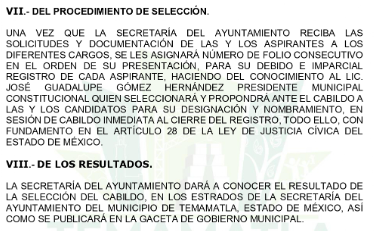 VII.- DEL PROCEDIMIENTO DE SELECCIÓN.
UNA VEZ QUE LA SECRETARÍA DEL AYUNTAMIENTO RECIBA LAS
SOLICITUDES Y DOCUMENTACIÓN DE LAS Y LOS ASPIRANTES A LOS
DIFERENTES CARGOS, SE LES ASIGNARÁ NÚMERO DE FOLIO CONSECUTIVO
EN EL ORDEN DE SU PRESENTACIÓN, PARA SU DEBIDO E IMPARCIAL
REGISTRO DE CADA ASPIRANTE, HACIENDO DEL CONOCIMIENTO AL LIC.
JOSÉ GUADALUPE GÓMEZ HERNÁNDEZ PRESIDENTE MUNICIPAL
CONSTITUCIONAL QUIEN SELECCIONARÁ Y PROPONDRÁ ANTE EL CABILDO A
LAS Y LOS CANDIDATOS PARA SU DESIGNACIÓN Y NOMBRAMIENTO, EN
SESIÓN DE CABILDO INMEDIATA AL CIERRE DEL REGISTRO, TODO ELLO, CON
FUNDAMENTO EN EL ARTÍCULO 28 DE LA LEY DE JUSTICIA CÍVICA DEL
ESTADO DE MÉXICO.
VIII.- DE LOS RESULTADOS.
LA SECRETARÍA DEL AYUNTAMIENTO DARÁ A CONOCER EL RESULTADO DE
LA SELECCIÓN DEL CABILDO, EN LOS ESTRADOS DE LA SECRETARÍA DEL
AYUNTAMIENTO DEL MUNICIPIO DE TEMAMATLA, ESTADO DE MÉXICO, ASÍ
COMO SE PUBLICARÁ EN LA GACETA DE GOBIERNO MUNICIPAL.
TEMAMATLA